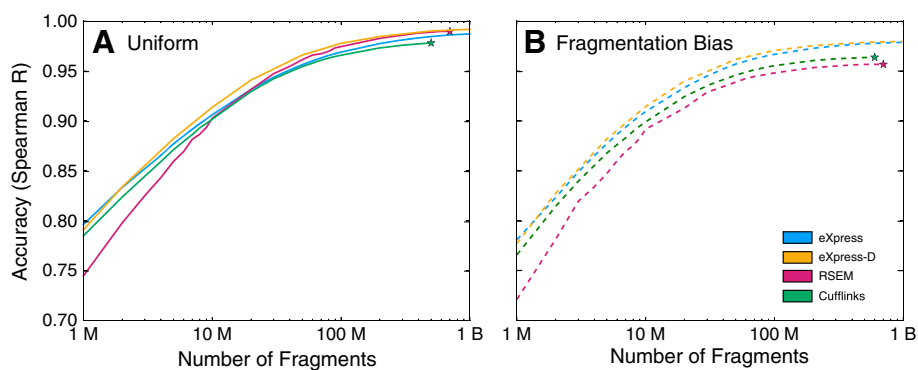 A Uniform
B Fragmentation Bias
Accuracy (Spearman R)
1.00
0.95
0.90
0.85
0.80
0.75
0.70
1 M
10 M
100 M
1 B
Number of Fragments
1 M
10 M
100 M
1 B
Number of Fragments
eXpress
eXpress-D
RSEM
Cufflinks